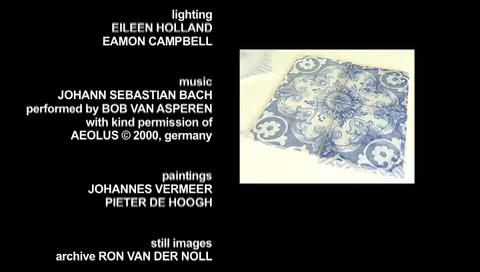 lighting
EILEEN HOLLAND
EAMON CAMPBELL
music
JOHANN SEBASTIAN BACH
performed by BOB VAN ASPEREN
with kind permission of
AEOLUS © 2000, germany
paintings
JOHANNES VERMEER
PIETER DE HOOGH
still images
archive RON VAN DER NOLL